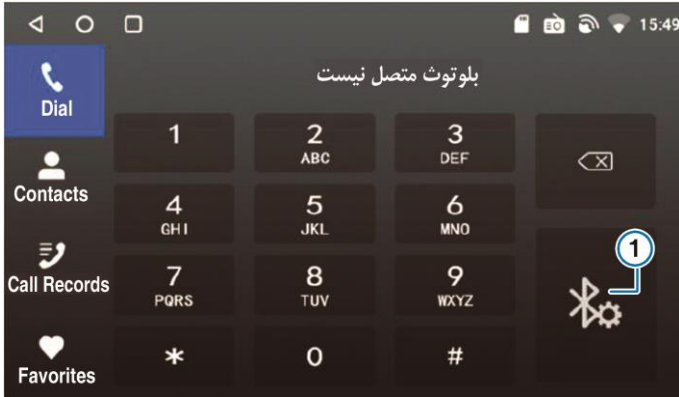 15:49
بلوتوث متصل نیست
Dial
Contacts
Call Records
Favorites
1
2
ABC
3
DEF
4
GHI
5
JKL
6
MNO
7
PQRS
8
TUV
9
WXYZ
*
0
#
1